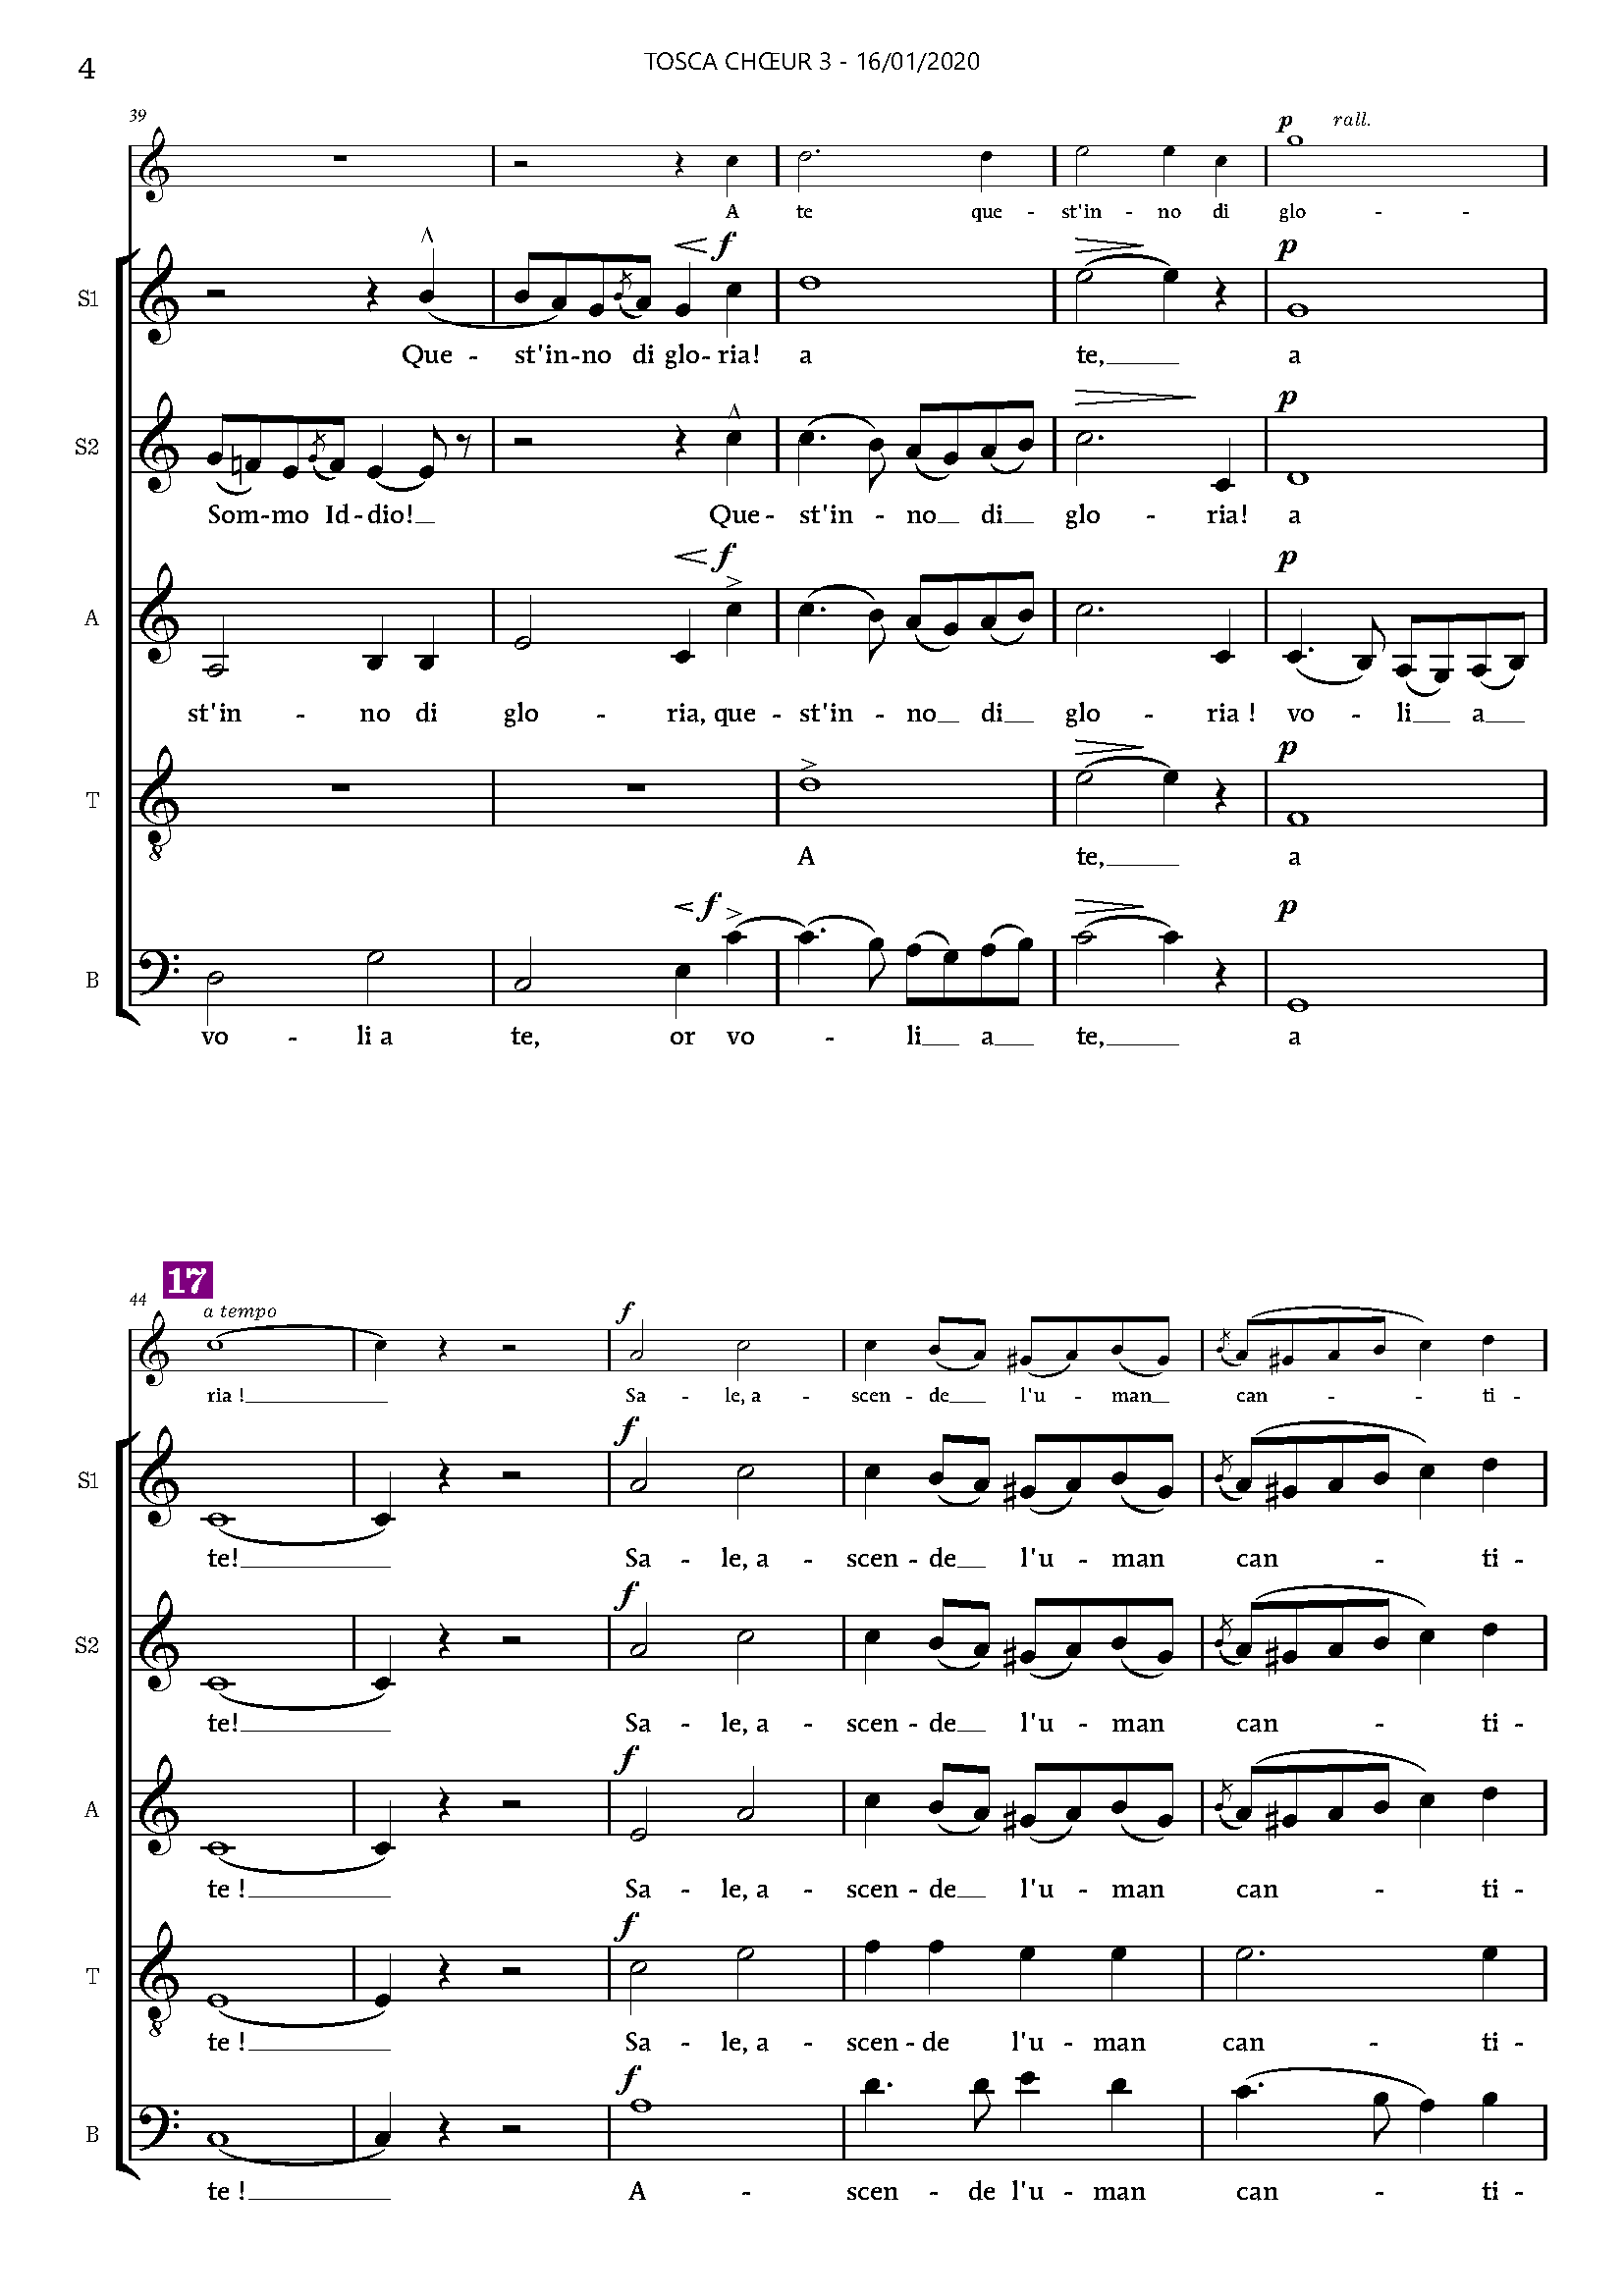 4
TOSCA CHŒUR 3 - 16/01/2020
39
p rall.
A te que - st'in - no di glo - -
f p
S1
Que - st'in - no di glo - ria! a te, a
p
S2
Som - mo Id - dio! Que - st'in - no di glo - ria! a
f p
A
st'in - no di glo - ria, que - st'in - no di glo - ria ! vo - li a
p
T
A te, a
f p
B
vo - li a te, or vo - li a te, a
17
44
a tempo f
ria ! Sa - le, a - scen - de l'u - man can - - - ti -
f
S1
te! Sa - le, a - scen - de l'u - man can - - - ti -
f
S2
te! Sa - le, a - scen - de l'u - man can - - - ti -
f
A
te ! Sa - le, a - scen - de l'u - man can - - - ti -
f
T
te ! Sa - le, a - scen - de l'u - man can - ti -
f
B
te ! A - scen - de l'u - man can - - ti -